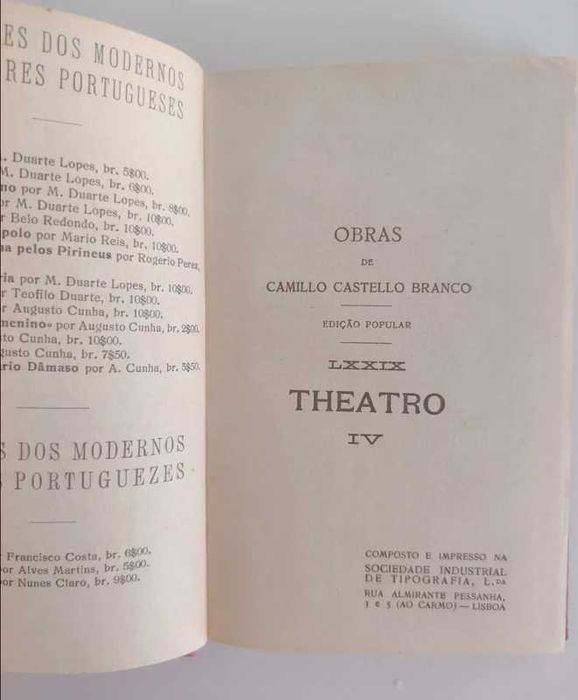 ES DOS MODERNOS
RES PORTUGUESES
. Duarte Lopes, br. 5$00.
M. Duarte Lopes, br. 6$00.
no por M. Duarte Lopes, br. 8$00.
or M. Duarte Lopes, br. 10$00.
r Belo Redondo, br. 10$00.
polo por Mario Reis, br. 10$00.
na pelos Pirineus por Rogerio Perez,
ria por M. Duarte Lopes, br. 10$00.
r Teofilo Duarte, br. 10$00.
r Augusto Cunha, br. 10$00.
menino» por Augusto Cunha, br. 2$00.
sto Cunha, br. 10$00.
gusto Cunha, br. 7$50.
rio Dâmaso por A. Cunha, br. 3$50.
S DOS MODERNOS
S PORTUGUEZES
r Francisco Costa, br. 6$00.
or Alves Martins, br. 5$00.
or Nunes Claro, br. 9$00.
OBRAS
DE
CAMILLO CASTELLO BRANCO
EDIÇÃO POPULAR
LXXIX
THEATRO
IV
COMPOSTO E IMPRESSO NA
SOCIEDADE INDUSTRIAL
DE TIPOGRAFIA, L.DA
RUA ALMIRANTE PESSANHA,
3 e 5 (AO CARMO) — LISBOA